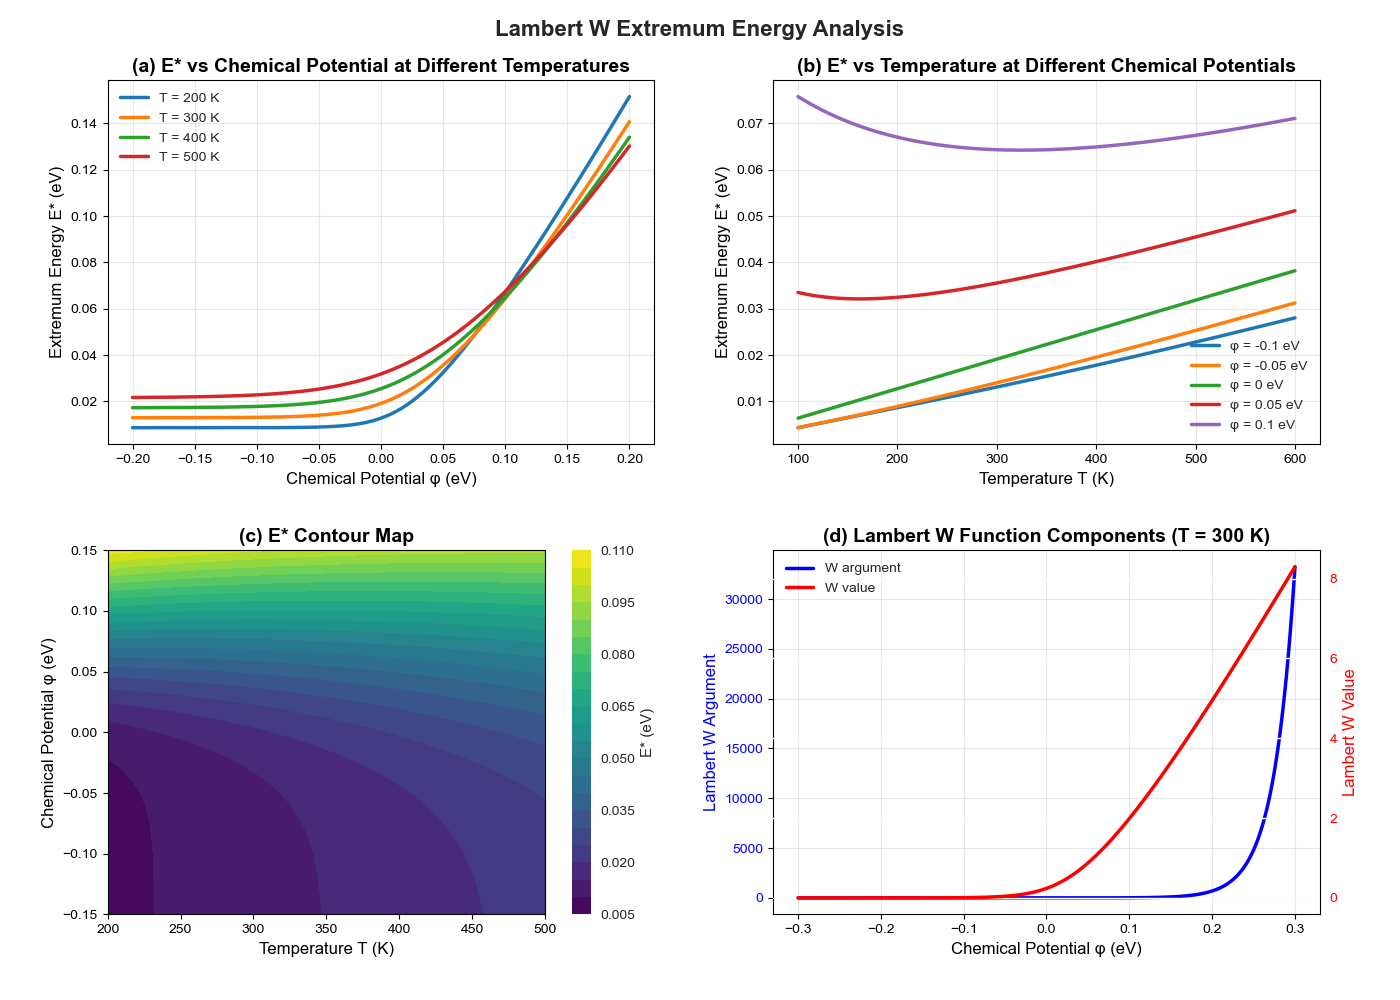 Lambert W Extremum Energy Analysis
(a) E* vs Chemical Potential at Different Temperatures
T = 200 K
T = 300 K
T = 400 K
T = 500 K
Extremum Energy E* (eV)
0.14
0.12
0.10
0.08
0.06
0.04
0.02
−0.20 −0.15 −0.10 −0.05 0.00 0.05 0.10 0.15 0.20
Chemical Potential φ (eV)
(b) E* vs Temperature at Different Chemical Potentials
Extremum Energy E* (eV)
0.07
0.06
0.05
0.04
0.03
0.02
0.01
φ = -0.1 eV
φ = -0.05 eV
φ = 0 eV
φ = 0.05 eV
φ = 0.1 eV
100 200 300 400 500 600
Temperature T (K)
(c) E* Contour Map
Chemical Potential φ (eV)
0.15
0.10
0.05
0.00
−0.05
−0.10
−0.15
200 250 300 350 400 450 500
Temperature T (K)
0.110
0.095
0.080
0.065
0.050
0.035
0.020
0.005
E* (eV)
(d) Lambert W Function Components (T = 300 K)
W argument
W value
Lambert W Argument
30000
25000
20000
15000
10000
5000
0
−0.3 −0.2 −0.1 0.0 0.1 0.2 0.3
Chemical Potential φ (eV)
8
6
4
2
0
Lambert W Value